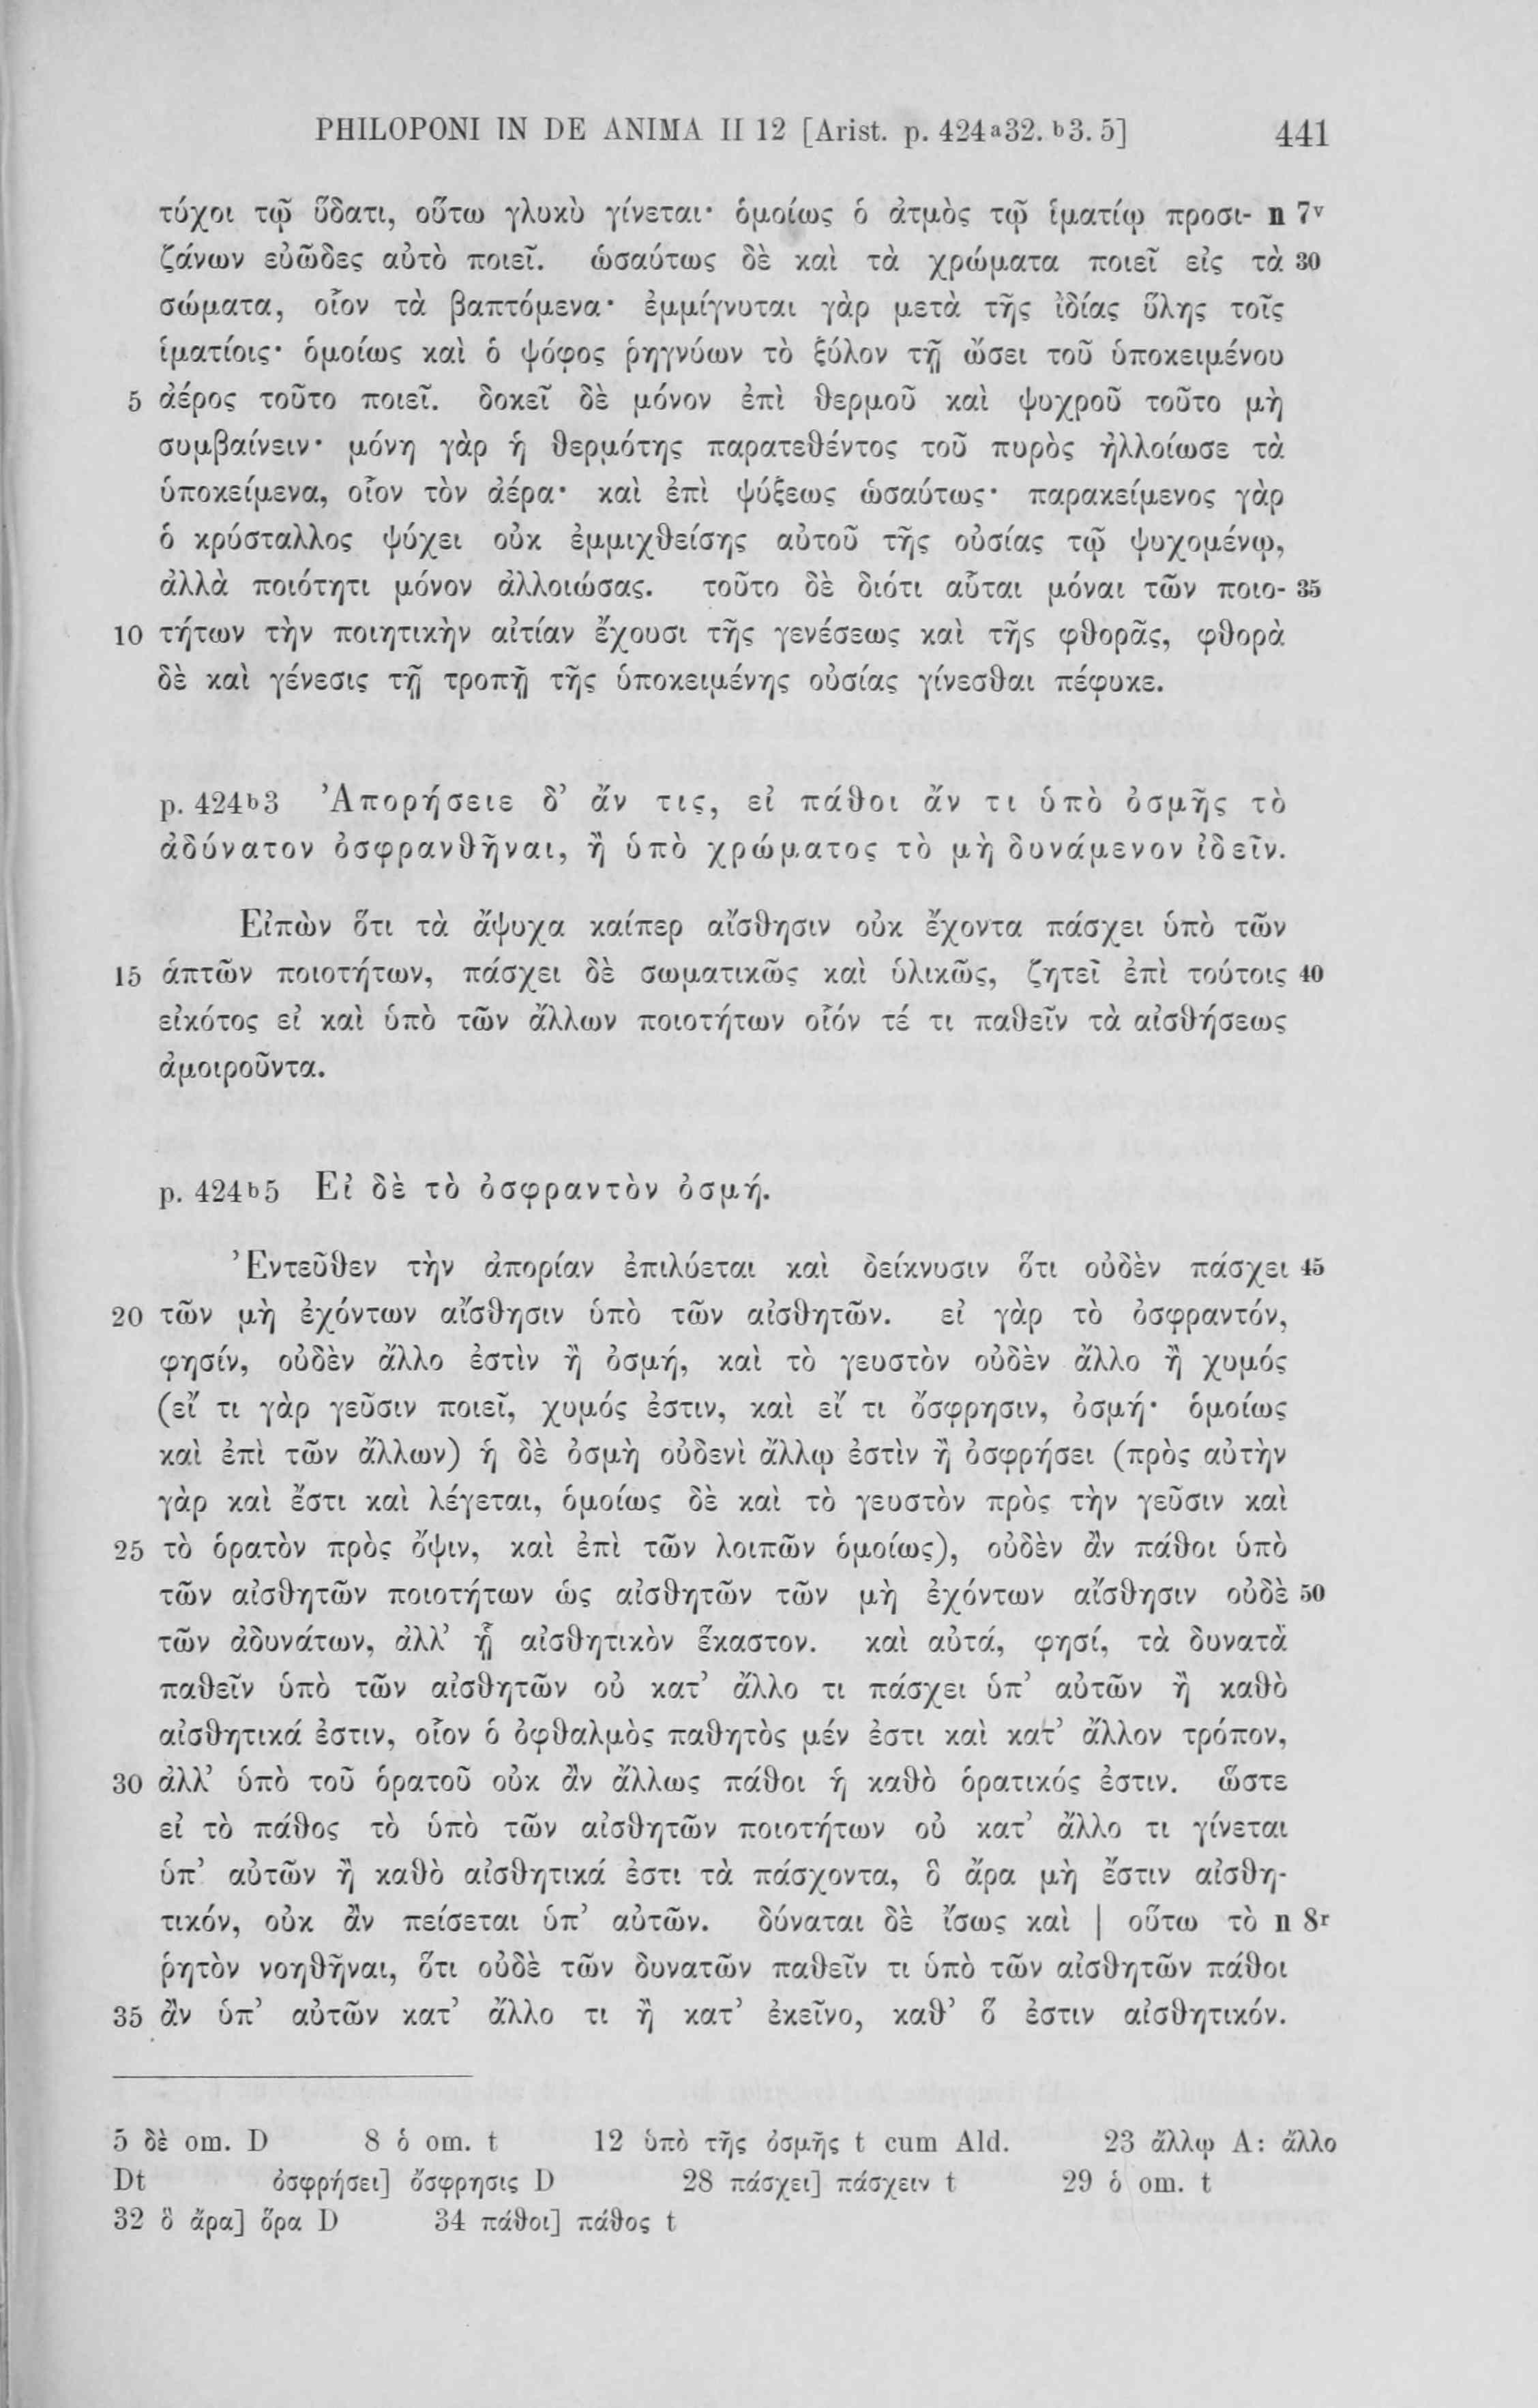 PHILOPONI IN DE ANIMA II 12 [Arist. p. 424a32. b3. 5] 441
τύχοι τῷ ὕδατι, οὕτω γλυκὺ γίνεται· ὁμοίως ὁ ἀτμὸς τῷ ἱματίῳ προσι- n 7v
ζάνων εὐῶδες αὐτὸ ποιεῖ. ὡσαύτως δὲ καὶ τὰ χρώματα ποιεῖ εἰς τὰ 30
σώματα, οἷον τὰ βαπτόμενα· ἐμμίγνυται γὰρ μετὰ τῆς ἰδίας ὕλης τοῖς
ἱματίοις· ὁμοίως καὶ ὁ ψόφος ῥηγνύων τὸ ξύλον τῇ ὤσει τοῦ ὑποκειμένου
5 ἀέρος τοῦτο ποιεῖ. δοκεῖ δὲ μόνον ἐπὶ θερμοῦ καὶ ψυχροῦ τοῦτο μὴ
συμβαίνειν· μόνη γὰρ ἡ θερμότης παρατεθέντος τοῦ πυρὸς ἠλλοίωσε τὰ
ὑποκείμενα, οἷον τὸν ἀέρα· καὶ ἐπὶ ψύξεως ὡσαύτως· παρακείμενος γὰρ
ὁ κρύσταλλος ψύχει οὐκ ἐμμιχθείσης αὐτοῦ τῆς οὐσίας τῷ ψυχομένῳ,
ἀλλὰ ποιότητι μόνον ἀλλοιώσας. τοῦτο δὲ διότι αὗται μόναι τῶν ποιο- 35
10 τήτων τὴν ποιητικὴν αἰτίαν ἔχουσι τῆς γενέσεως καὶ τῆς φθορᾶς, φθορὰ
δὲ καὶ γένεσις τῇ τροπῇ τῆς ὑποκειμένης οὐσίας γίνεσθαι πέφυκε.
p. 424b3 Ἀπορήσειε δ’ ἄν τις, εἰ πάθοι ἄν τι ὑπὸ ὀσμῆς τὸ
ἀδύνατον ὀσφρανθῆναι, ἢ ὑπὸ χρώματος τὸ μὴ δυνάμενον ἰδεῖν.
Εἰπὼν ὅτι τὰ ἄψυχα καίπερ αἴσθησιν οὐκ ἔχοντα πάσχει ὑπὸ τῶν
15 ἁπτῶν ποιοτήτων, πάσχει δὲ σωματικῶς καὶ ὑλικῶς, ζητεῖ ἐπὶ τούτοις 40
εἰκότος εἰ καὶ ὑπὸ τῶν ἄλλων ποιοτήτων οἷόν τέ τι παθεῖν τὰ αἰσθήσεως
ἀμοιροῦντα.
p. 424b5 Εἰ δὲ τὸ ὀσφραντὸν ὀσμή.
Ἐντεῦθεν τὴν ἀπορίαν ἐπιλύεται καὶ δείκνυσιν ὅτι οὐδὲν πάσχει 45
20 τῶν μὴ ἐχόντων αἴσθησιν ὑπὸ τῶν αἰσθητῶν. εἰ γὰρ τὸ ὀσφραντόν,
φησίν, οὐδὲν ἄλλο ἐστὶν ἢ ὀσμή, καὶ τὸ γευστὸν οὐδὲν ἄλλο ἢ χυμός
(εἴ τι γὰρ γεῦσιν ποιεῖ, χυμός ἐστιν, καὶ εἴ τι ὄσφρησιν, ὀσμή· ὁμοίως
καὶ ἐπὶ τῶν ἄλλων) ἡ δὲ ὀσμὴ οὐδενὶ ἄλλῳ ἐστὶν ἢ ὀσφρήσει (πρὸς αὐτὴν
γὰρ καὶ ἔστι καὶ λέγεται, ὁμοίως δὲ καὶ τὸ γευστὸν πρὸς τὴν γεῦσιν καὶ
25 τὸ ὁρατὸν πρὸς ὄψιν, καὶ ἐπὶ τῶν λοιπῶν ὁμοίως), οὐδὲν ἂν πάθοι ὑπὸ
τῶν αἰσθητῶν ποιοτήτων ὡς αἰσθητῶν τῶν μὴ ἐχόντων αἴσθησιν οὐδὲ 50
τῶν ἀδυνάτων, ἀλλ’ ᾗ αἰσθητικὸν ἕκαστον. καὶ αὐτά, φησί, τὰ δυνατὰ
παθεῖν ὑπὸ τῶν αἰσθητῶν οὐ κατ’ ἄλλο τι πάσχει ὑπ’ αὐτῶν ἢ καθὸ
αἰσθητικά ἐστιν, οἷον ὁ ὀφθαλμὸς παθητὸς μέν ἐστι καὶ κατ’ ἄλλον τρόπον,
30 ἀλλ’ ὑπὸ τοῦ ὁρατοῦ οὐκ ἂν ἄλλως πάθοι ἢ καθὸ ὁρατικός ἐστιν. ὥστε
εἰ τὸ πάθος τὸ ὑπὸ τῶν αἰσθητῶν ποιοτήτων οὐ κατ’ ἄλλο τι γίνεται
ὑπ’ αὐτῶν ἢ καθὸ αἰσθητικά ἐστι τὰ πάσχοντα, ὃ ἄρα μὴ ἔστιν αἰσθη-
τικόν, οὐκ ἂν πείσεται ὑπ’ αὐτῶν. δύναται δὲ ἴσως καὶ | οὕτω τὸ n 8r
ῥητὸν νοηθῆναι, ὅτι οὐδὲ τῶν δυνατῶν παθεῖν τι ὑπὸ τῶν αἰσθητῶν πάθοι
35 ἂν ὑπ’ αὐτῶν κατ’ ἄλλο τι ἢ κατ’ ἐκεῖνο, καθ’ ὅ ἐστιν αἰσθητικόν.
5 δὲ om. D 8 ὁ om. t 12 ὑπὸ τῆς ὀσμῆς t cum Ald. 23 ἄλλῳ A: ἄλλο
Dt ὀσφρήσει] ὄσφρησις D 28 πάσχει] πάσχειν t 29 ὁ om. t
32 ὃ ἄρα] ὅρα D 34 πάθοι] πάθος t